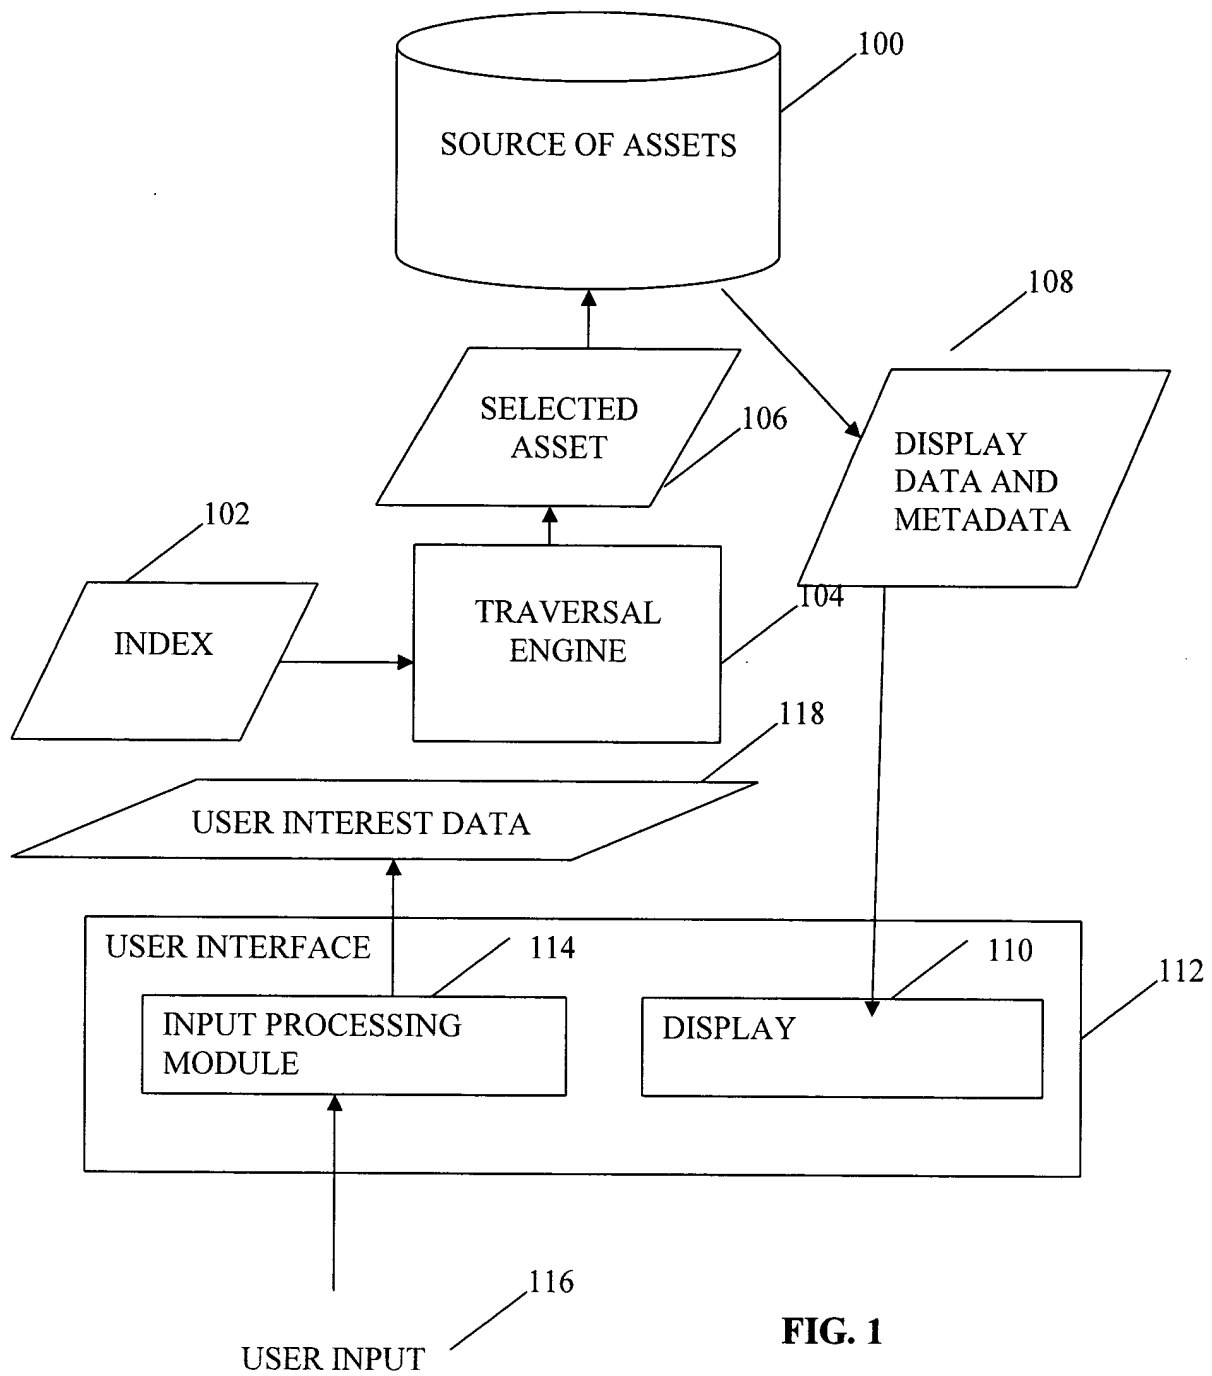 100
SOURCE OF ASSETS
108
SELECTED
ASSET
106
DISPLAY
DATA AND
METADATA
102
INDEX
TRAVERSAL
ENGINE
104
118
USER INTEREST DATA
USER INTERFACE
114
110
112
INPUT PROCESSING
MODULE
DISPLAY
116
USER INPUT
FIG. 1